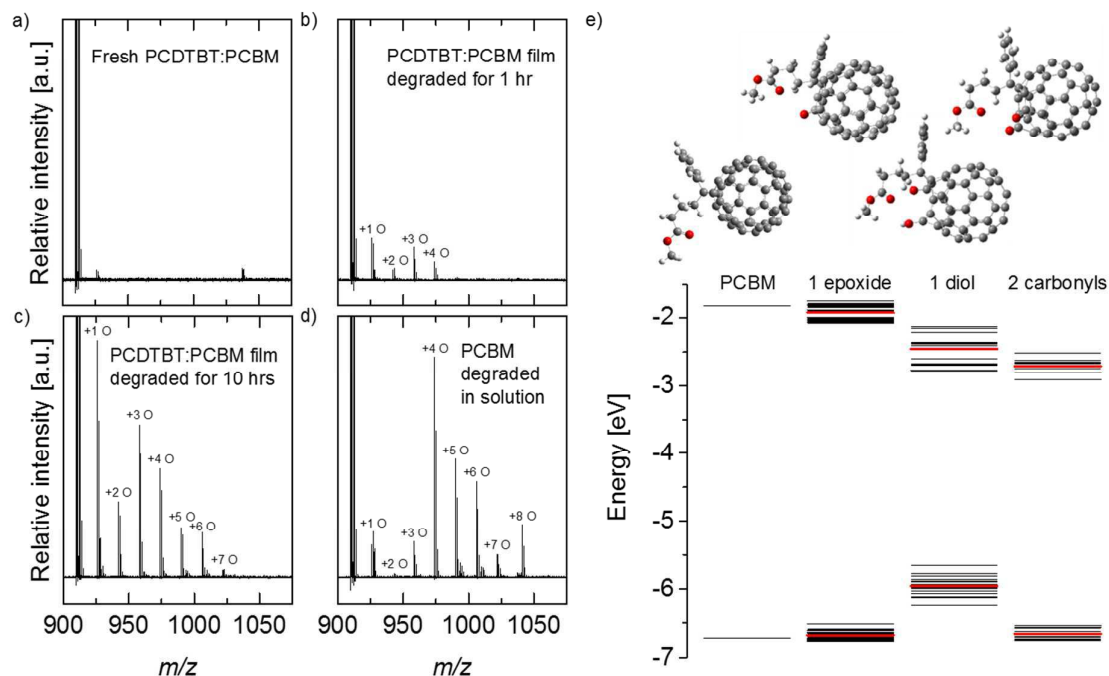 a)
Fresh PCDTBT:PCBM
b)
PCDTBT:PCBM film
degraded for 1 hr
+1 O
+2 O
+3 O
+4 O
Relative intensity [a.u.]
c)
PCDTBT:PCBM film
degraded for 10 hrs
+1 O
+2 O
+3 O
+4 O
+5 O
+6 O
+7 O
d)
PCBM
degraded
in solution
+1 O
+2 O
+3 O
+4 O
+5 O
+6 O
+7 O
+8 O
Relative intensity [a.u.]
900 950 1000 1050
m/z
900 950 1000 1050
m/z
e)
PCBM 1 epoxide 1 diol 2 carbonyls
Energy [eV]
-2
-3
-4
-5
-6
-7